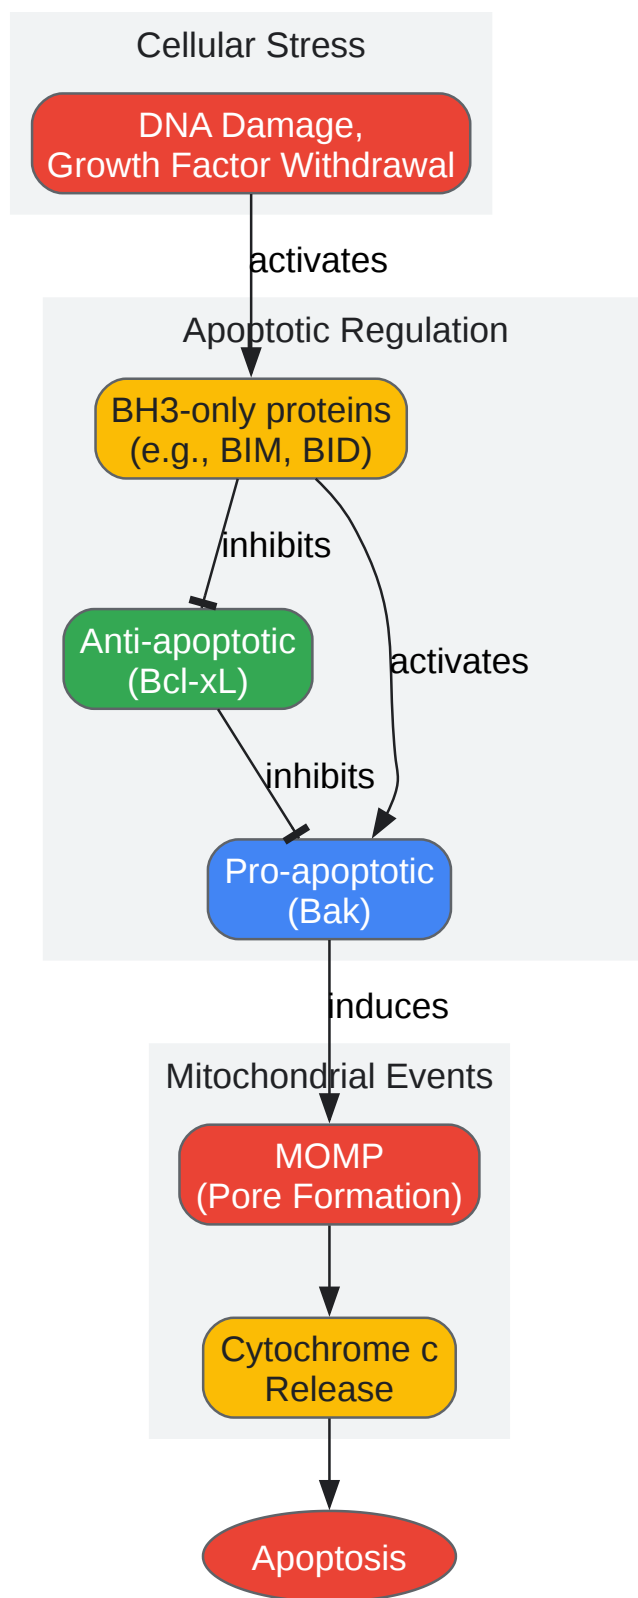 Cellular Stress
DNA Damage,
Growth Factor Withdrawal
activates
Apoptotic Regulation
BH3-only proteins
(e.g., BIM, BID)
inhibits
Anti-apoptotic
(Bcl-xL)
activates
inhibits
Pro-apoptotic
(Bak)
induces
Mitochondrial Events
MOMP
(Pore Formation)
Cytochrome c
Release
Apoptosis